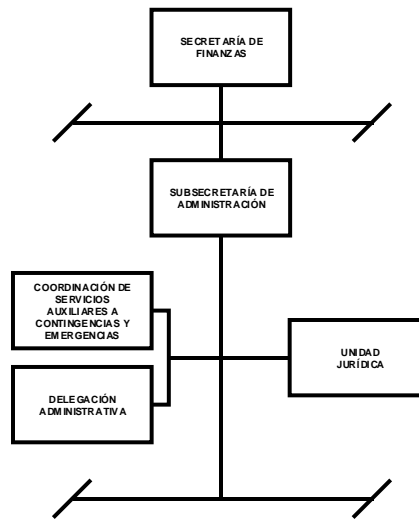 SECRETARÍA DE
FINANZAS
SUBSECRETARÍA DE
ADMINISTRACIÓN
COORDINACIÓN DE
SERVICIOS
AUXILIARES A
CONTINGENCIAS Y
EMERGENCIAS
UNIDAD
JURÍDICA
DELEGACIÓN
ADMINISTRATIVA